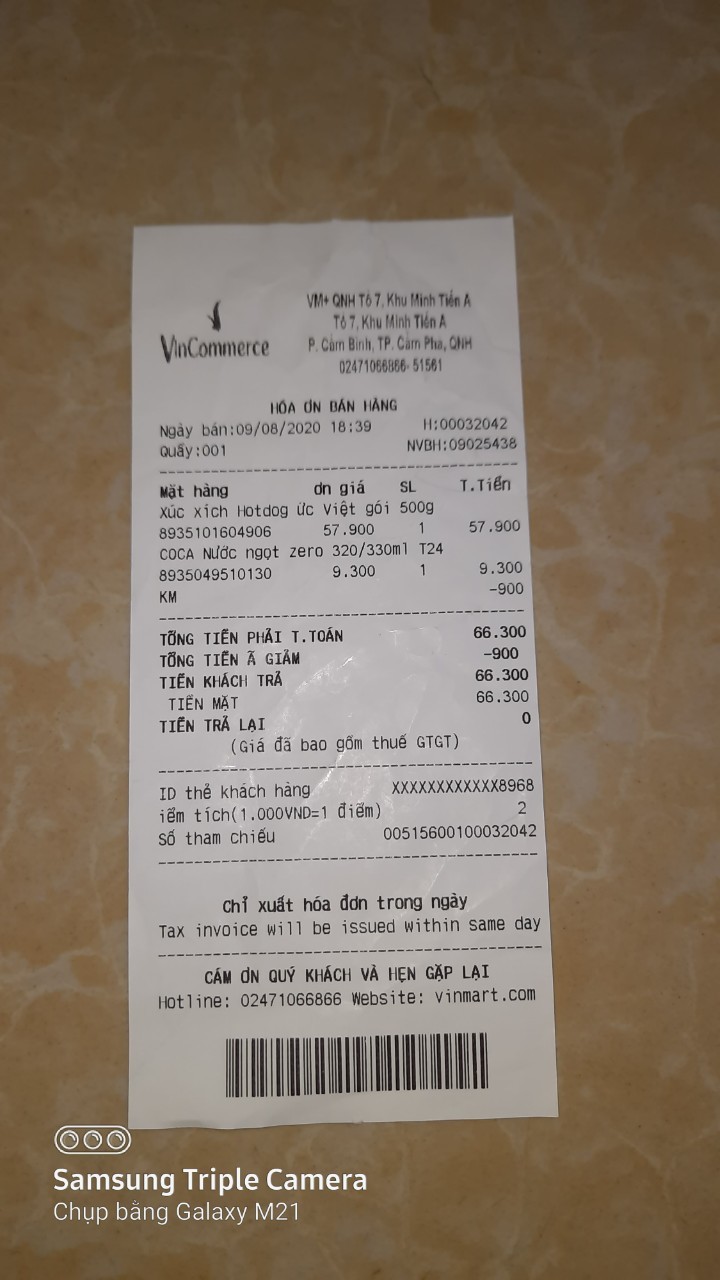 VinCommerce
VM+ QNH Tổ 7, Khu Minh Tiến A
Tổ 7, Khu Minh Tiến A
P. Cẩm Bình, TP. Cẩm Phả, QNH
02471066866- 51561
HÓA ƠN BÁN HÀNG
Ngày bán:09/08/2020 18:39 H:00032042
Quầy:001 NVBH:09025438
Mặt hàng ơn giá SL T.Tiền
Xúc xích Hotdog ức Việt gói 500g
8935101604906 57.900 1 57.900
COCA Nước ngọt zero 320/330ml T24
8935049510130 9.300 1 9.300
KM -900
TỔNG TIỀN PHẢI T.TOÁN 66.300
TỔNG TIỀN Ã GIẢM -900
TIỀN KHÁCH TRẢ 66.300
TIỀN MẶT 66.300
TIỀN TRẢ LẠI 0
(Giá đã bao gồm thuế GTGT)
ID thẻ khách hàng XXXXXXXXXXXX8968
iểm tích(1.000VND=1 điểm) 2
Số tham chiếu 00515600100032042
Chỉ xuất hóa đơn trong ngày
Tax invoice will be issued within same day
CÁM ƠN QUÝ KHÁCH VÀ HẸN GẶP LẠI
Hotline: 02471066866 Website: vinmart.com
Samsung Triple Camera
Chụp bằng Galaxy M21